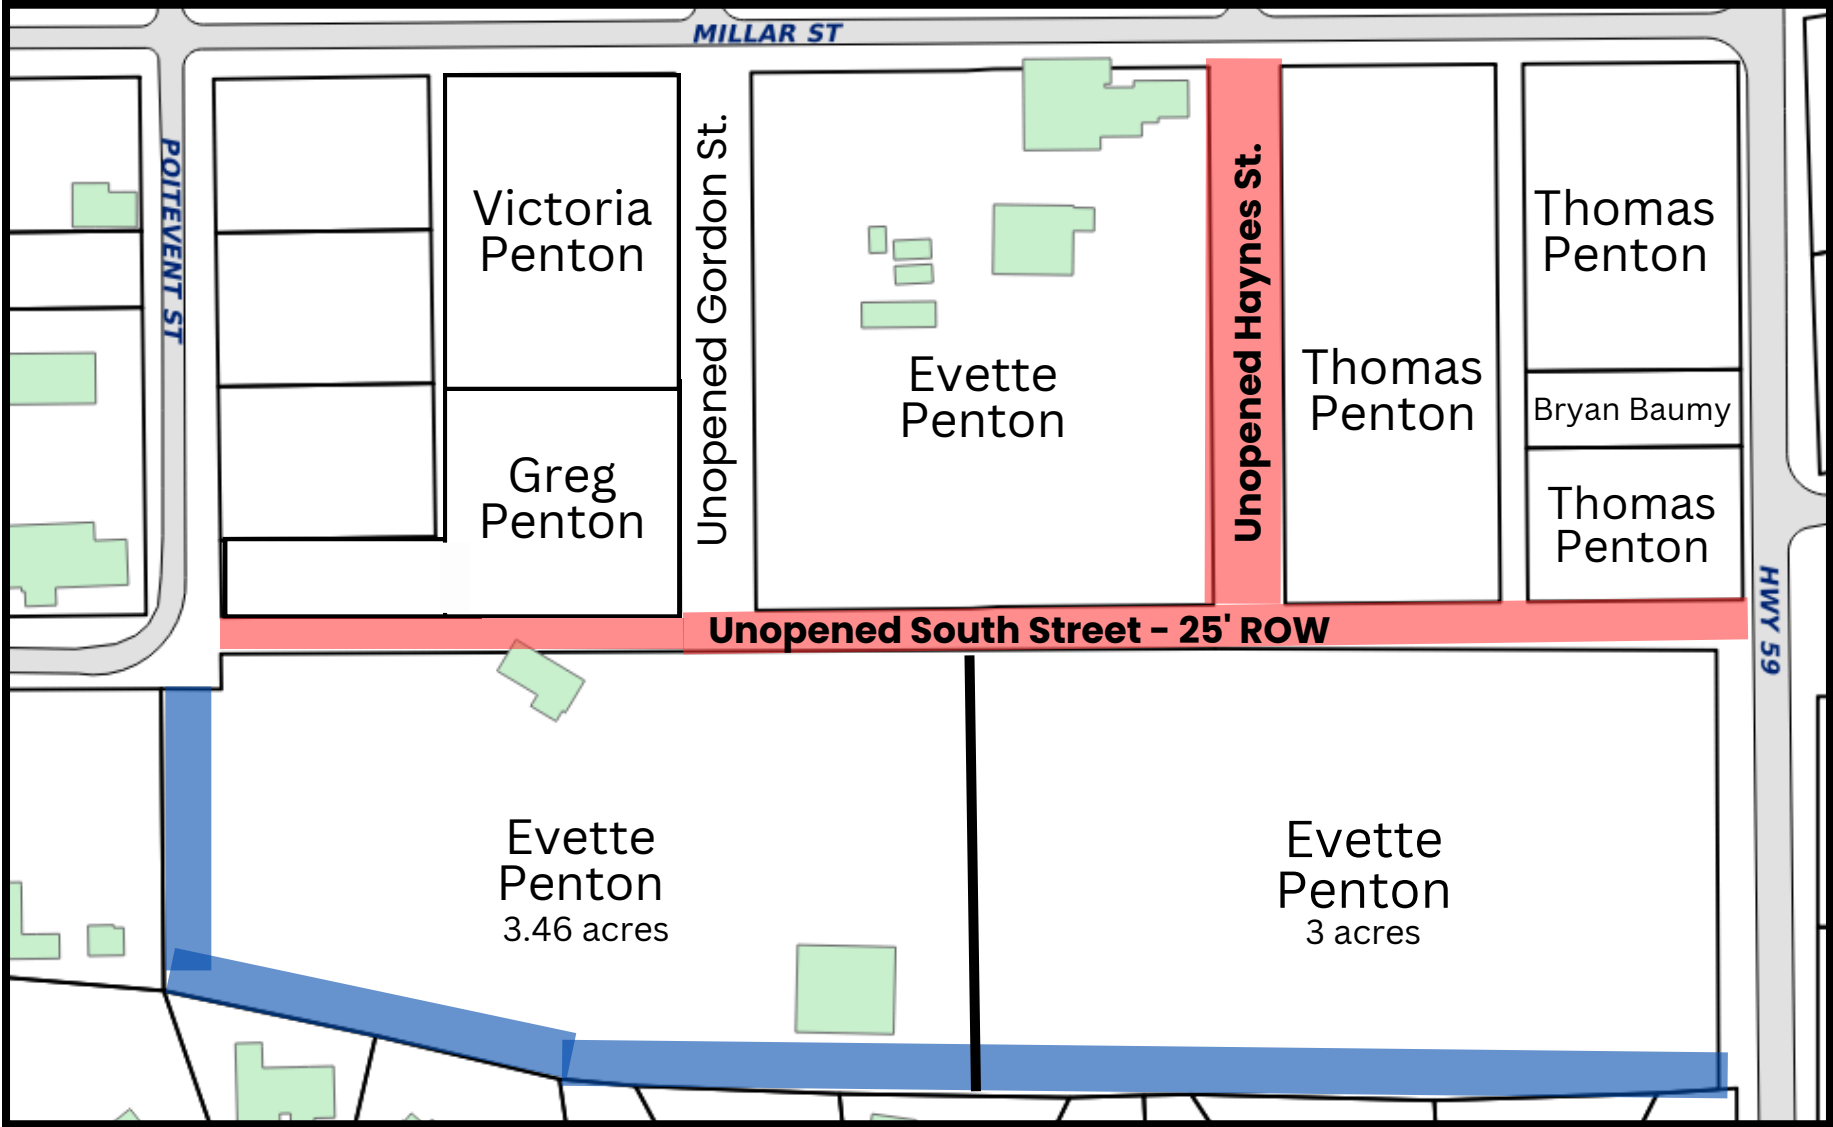 MILLAR ST
POITEVENT ST
Victoria
Penton
Unopened Gordon St.
Evette
Penton
Unopened Haynes St.
Thomas
Penton
Thomas
Penton
Bryan Baumy
Greg
Penton
Thomas
Penton
HWY 59
Unopened South Street - 25' ROW
Evette
Penton
3.46 acres
Evette
Penton
3 acres